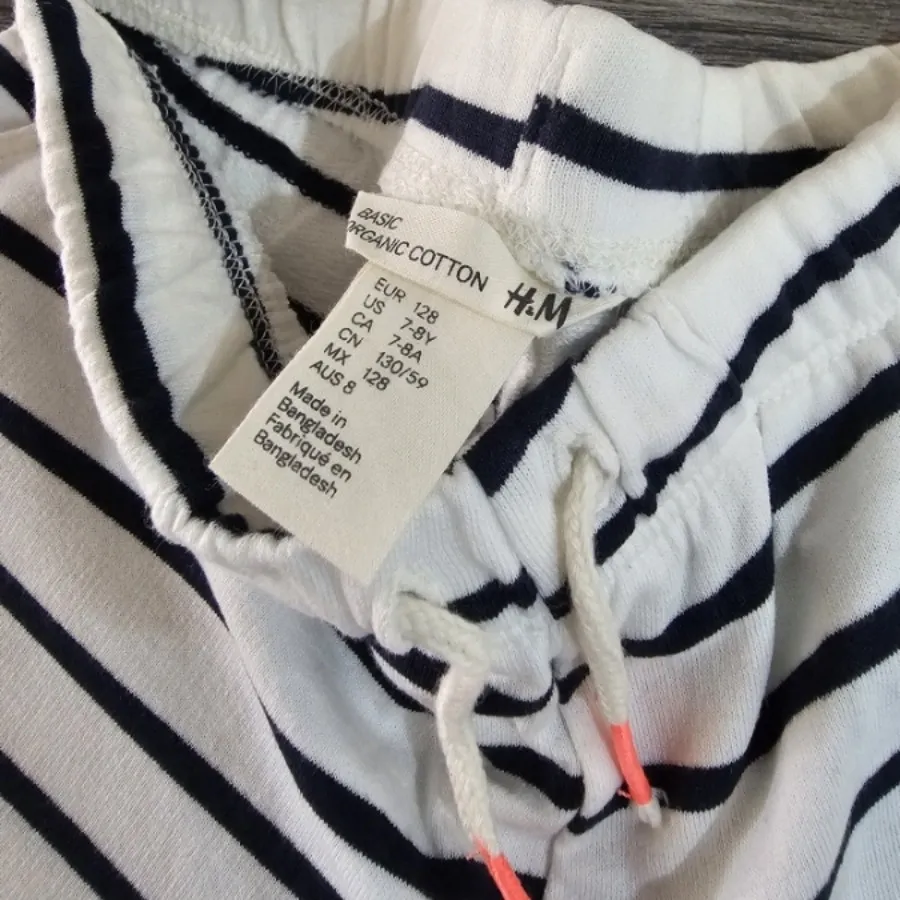 BASIC
ORGANIC COTTON
H&M
EUR 128
US 7-8Y
CA 7-8A
CN 130/59
MX 128
AUS 8
Made in
Bangladesh
Fabriqué en
Bangladesh